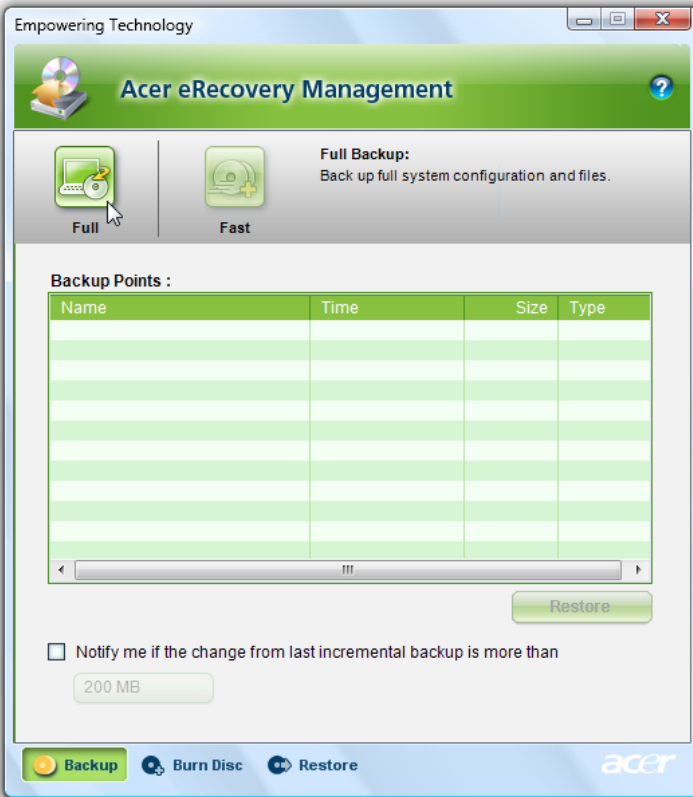 Empowering Technology
Acer eRecovery Management
?
Full
Fast
Full Backup:
Back up full system configuration and files.
Backup Points :
Name Time Size Type
Restore
Notify me if the change from last incremental backup is more than
200 MB
Backup Burn Disc Restore
acer